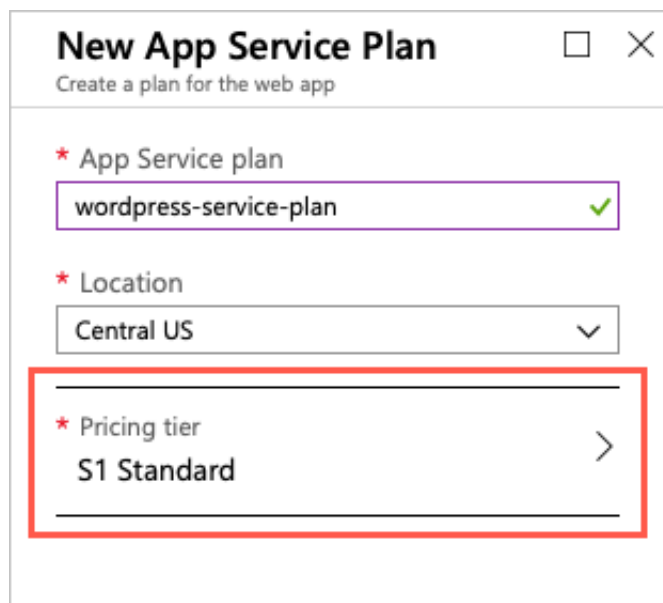 New App Service Plan
Create a plan for the web app
* App Service plan
wordpress-service-plan
* Location
Central US
* Pricing tier
S1 Standard